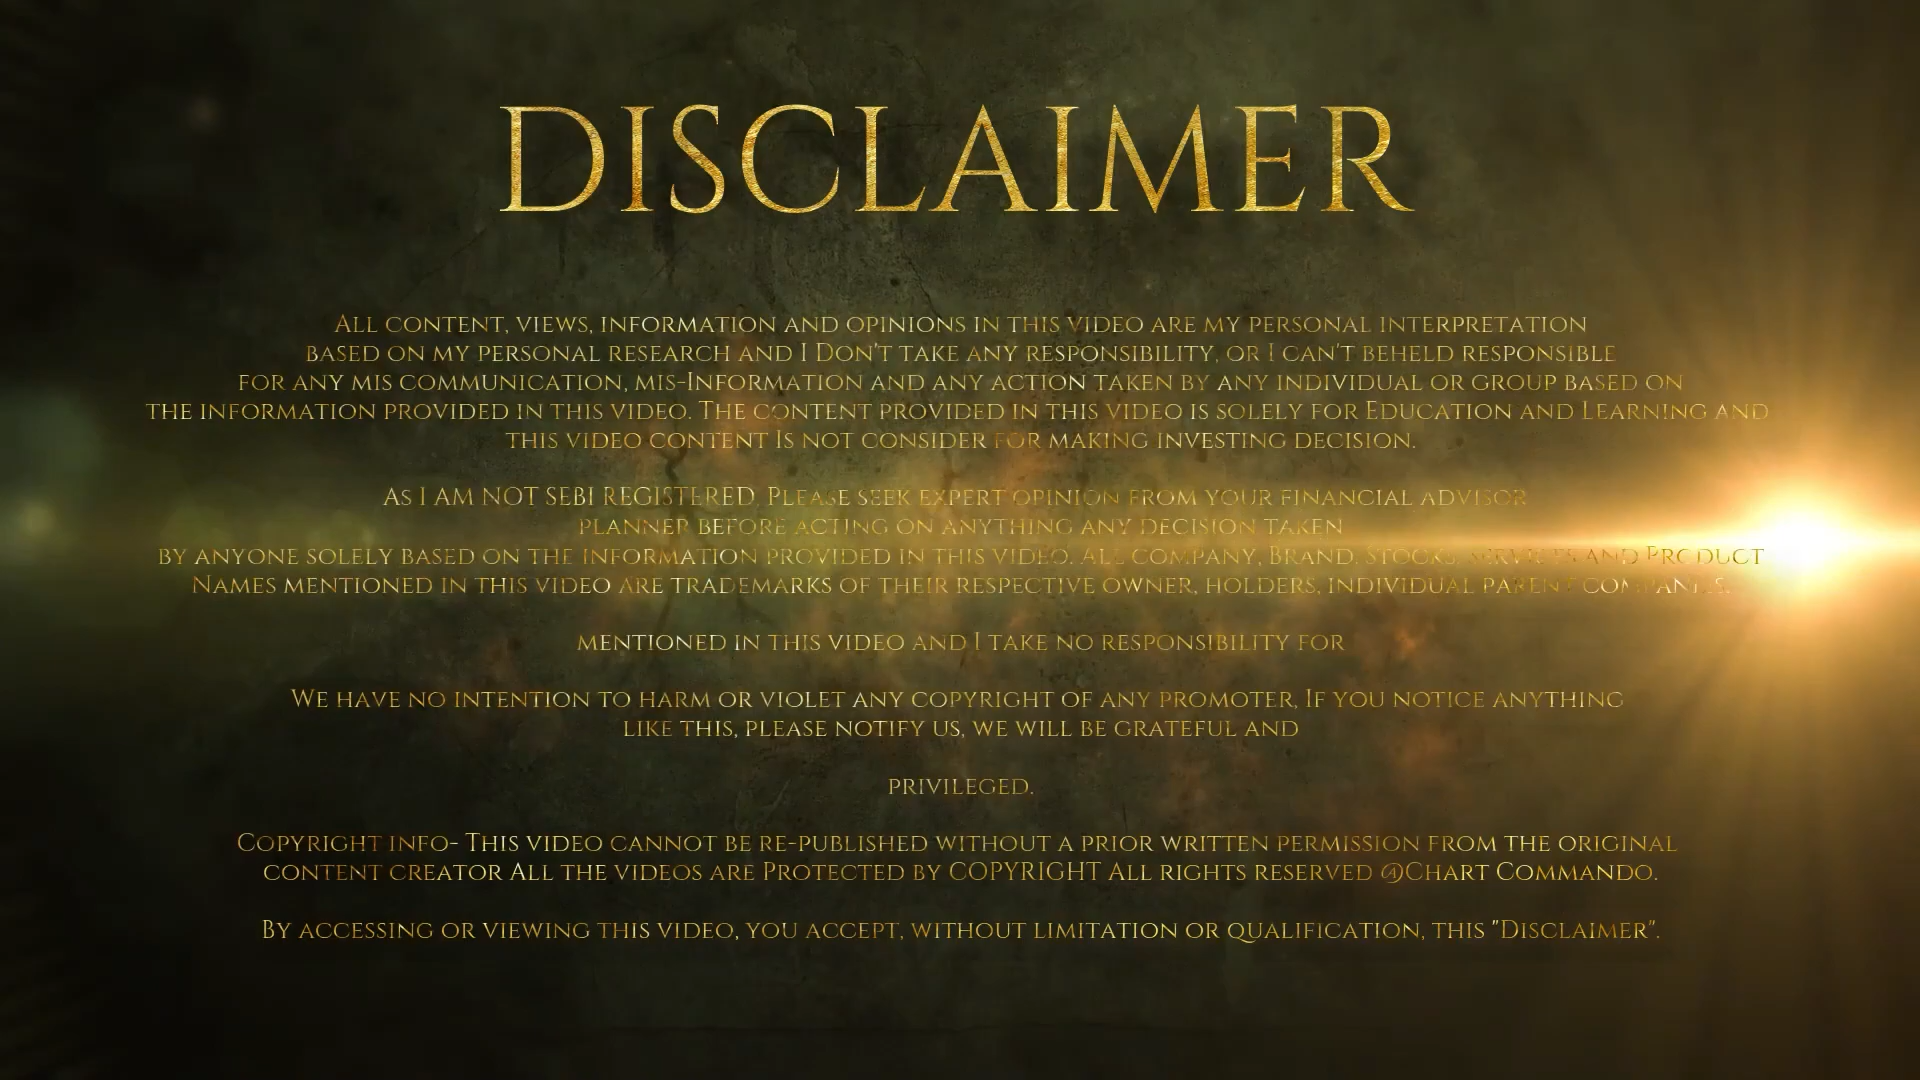 DISCLAIMER
All content, views, information and opinions in this video are my personal interpretation
based on my personal research and I Don't take any responsibility, or I can't beheld responsible
for any mis communication, mis-Information and any action taken by any individual or group based on
the information provided in this video. The content provided in this video is solely for Education and Learning and
this video content Is not consider for making investing decision.
As I am NOT SEBI REGISTERED, Please seek expert opinion from your financial advisor
planner before acting on anything any decision taken
by anyone solely based on the information provided in this video. All company, Brand, Stocks, services and Product
Names mentioned in this video are trademarks of their respective owner, holders, individual parent companies.
mentioned in this video and I take no responsibility for
We have no intention to harm or violet any copyright of any promoter, If you notice anything
like this, please notify us, we will be grateful and
privileged.
Copyright info- This video cannot be re-published without a prior written permission from the original
content creator All the videos are Protected by COPYRIGHT All rights reserved @Chart Commando.
By accessing or viewing this video, you accept, without limitation or qualification, this "Disclaimer".